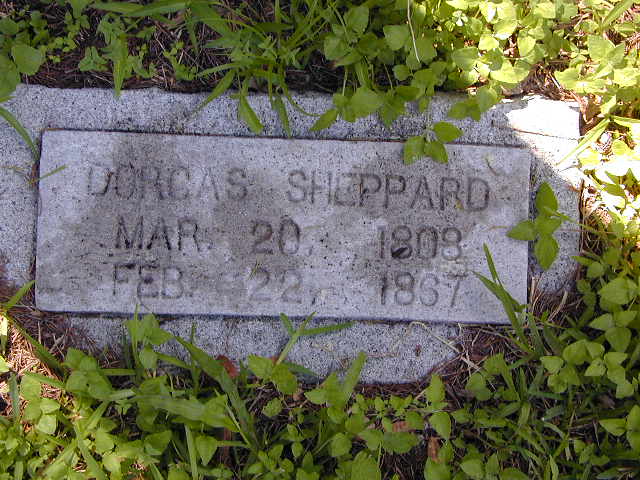 DORCAS SHEPPARD
MAR. 20, 1808
FEB. 22, 1867